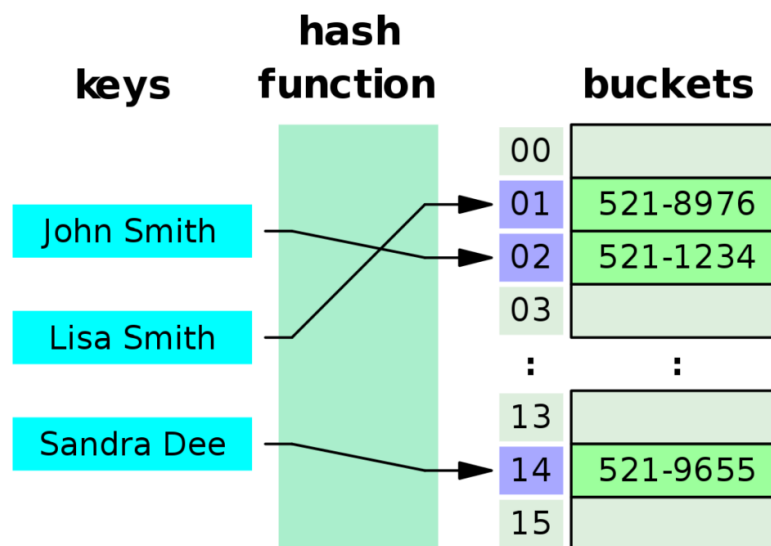 keys
hash
function
buckets
John Smith
Lisa Smith
Sandra Dee
00
01 521-8976
02 521-1234
03
: :
13
14 521-9655
15